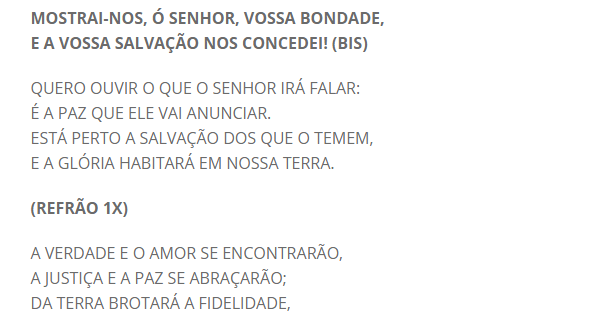 MOSTRAI-NOS, Ó SENHOR, VOSSA BONDADE,
E A VOSSA SALVAÇÃO NOS CONCEDEI! (BIS)
QUERO OUVIR O QUE O SENHOR IRÁ FALAR:
É A PAZ QUE ELE VAI ANUNCIAR.
ESTÁ PERTO A SALVAÇÃO DOS QUE O TEMEM,
E A GLÓRIA HABITARÁ EM NOSSA TERRA.
(REFRÃO 1X)
A VERDADE E O AMOR SE ENCONTRARÃO,
A JUSTIÇA E A PAZ SE ABRAÇARÃO;
DA TERRA BROTARÁ A FIDELIDADE,